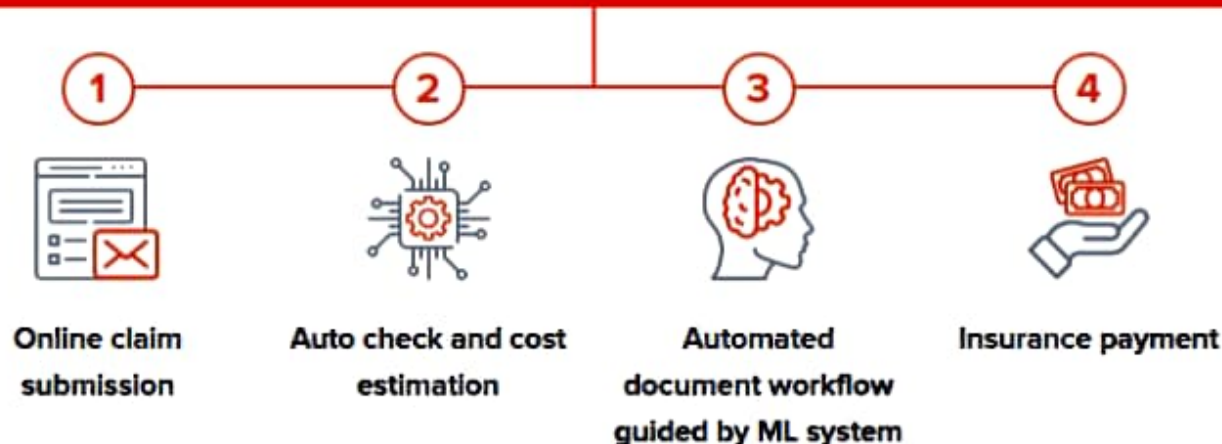 1
2
3
4
Online claim
submission
Auto check and cost
estimation
Automated
document workflow
guided by ML system
Insurance payment